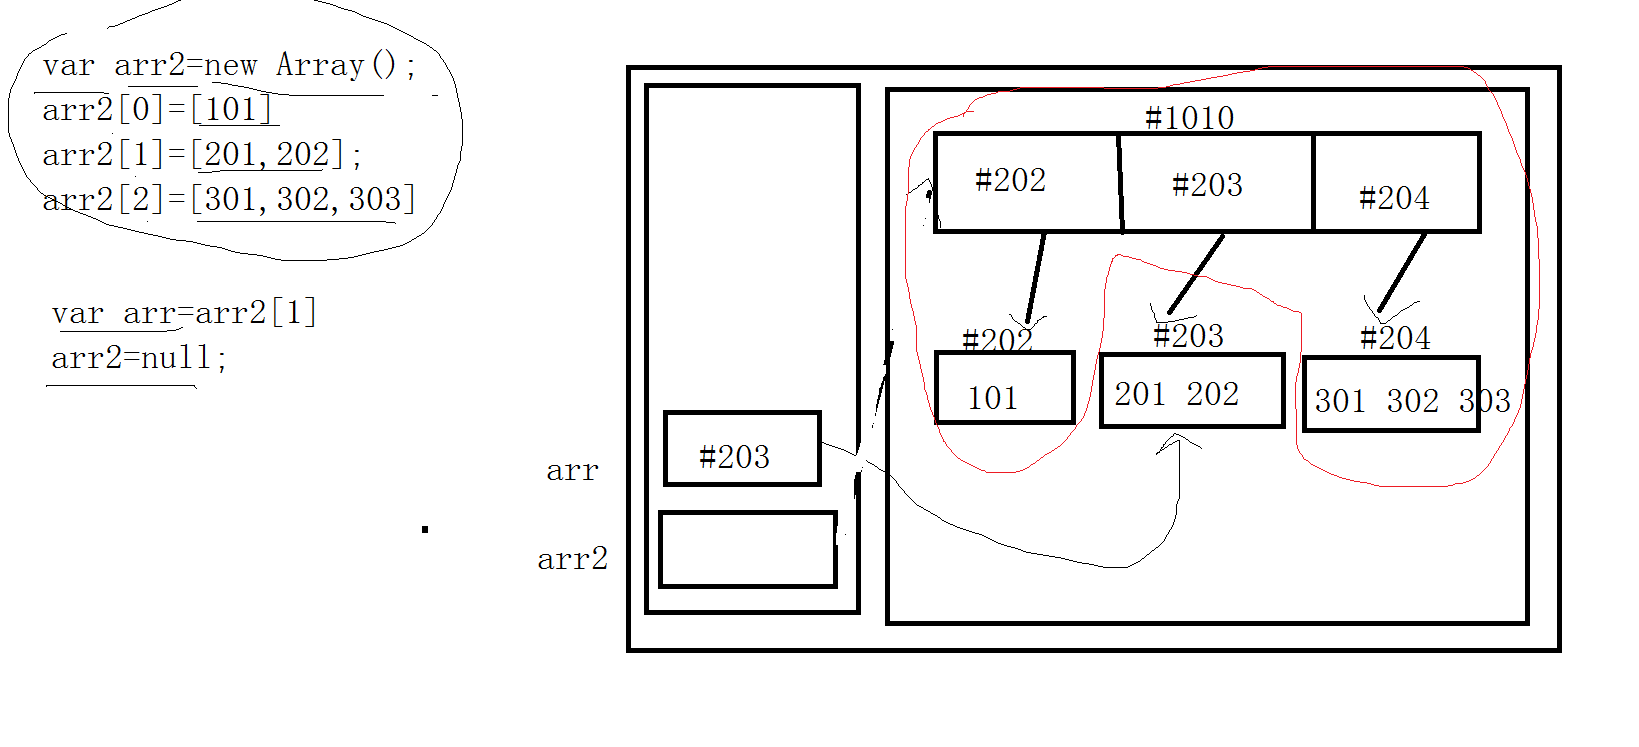 var arr2=new Array();
arr2[0]=[101]
arr2[1]=[201,202];
arr2[2]=[301,302,303]
var arr=arr2[1]
arr2=null;
#1010
#202 #203 #204
#202 #203 #204
101 201 202 301 302 303
arr #203
arr2